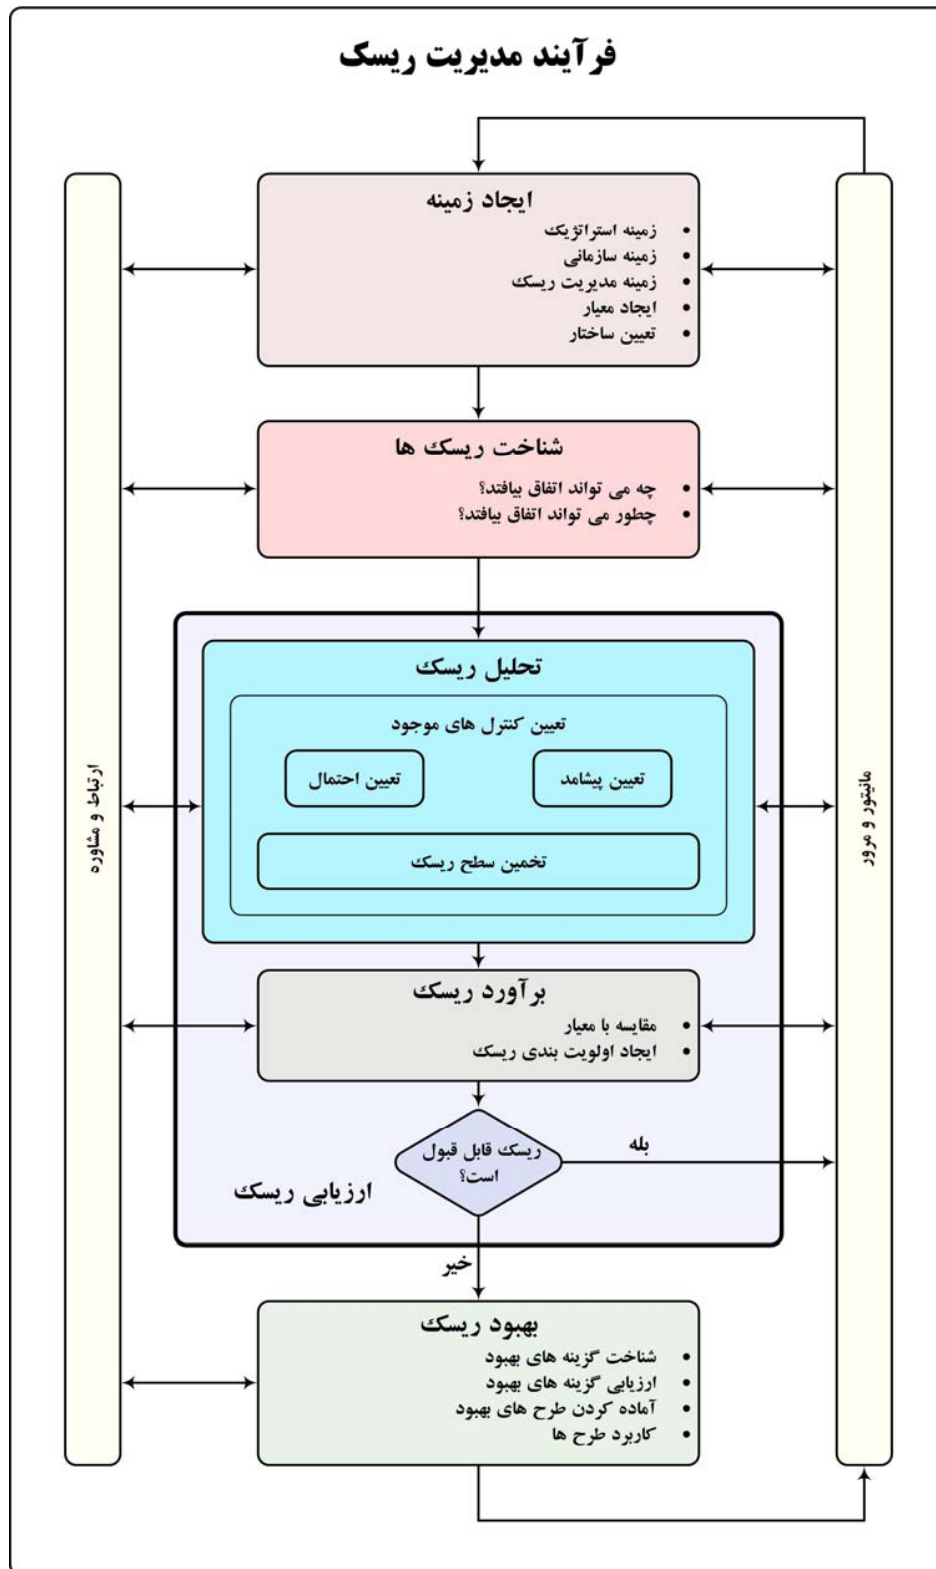 فرآیند مدیریت ریسک
ایجاد زمینه
• زمینه استراتژیک
• زمینه سازمانی
• زمینه مدیریت ریسک
• ایجاد معیار
• تعیین ساختار
شناخت ریسک ها
• چه می تواند اتفاق بیافتد؟
• چطور می تواند اتفاق بیافتد؟
تحلیل ریسک
تعیین کنترل های موجود
تعیین پیشامد
تعیین احتمال
تخمین سطح ریسک
برآورد ریسک
• مقایسه با معیار
• ایجاد اولویت بندی ریسک
ریسک قابل قبول
است؟
بله
ارزیابی ریسک
خیر
بهبود ریسک
• شناخت گزینه های بهبود
• ارزیابی گزینه های بهبود
• آماده کردن طرح های بهبود
• کاربرد طرح ها
مانیتور و مرور
ارتباط و مشاوره